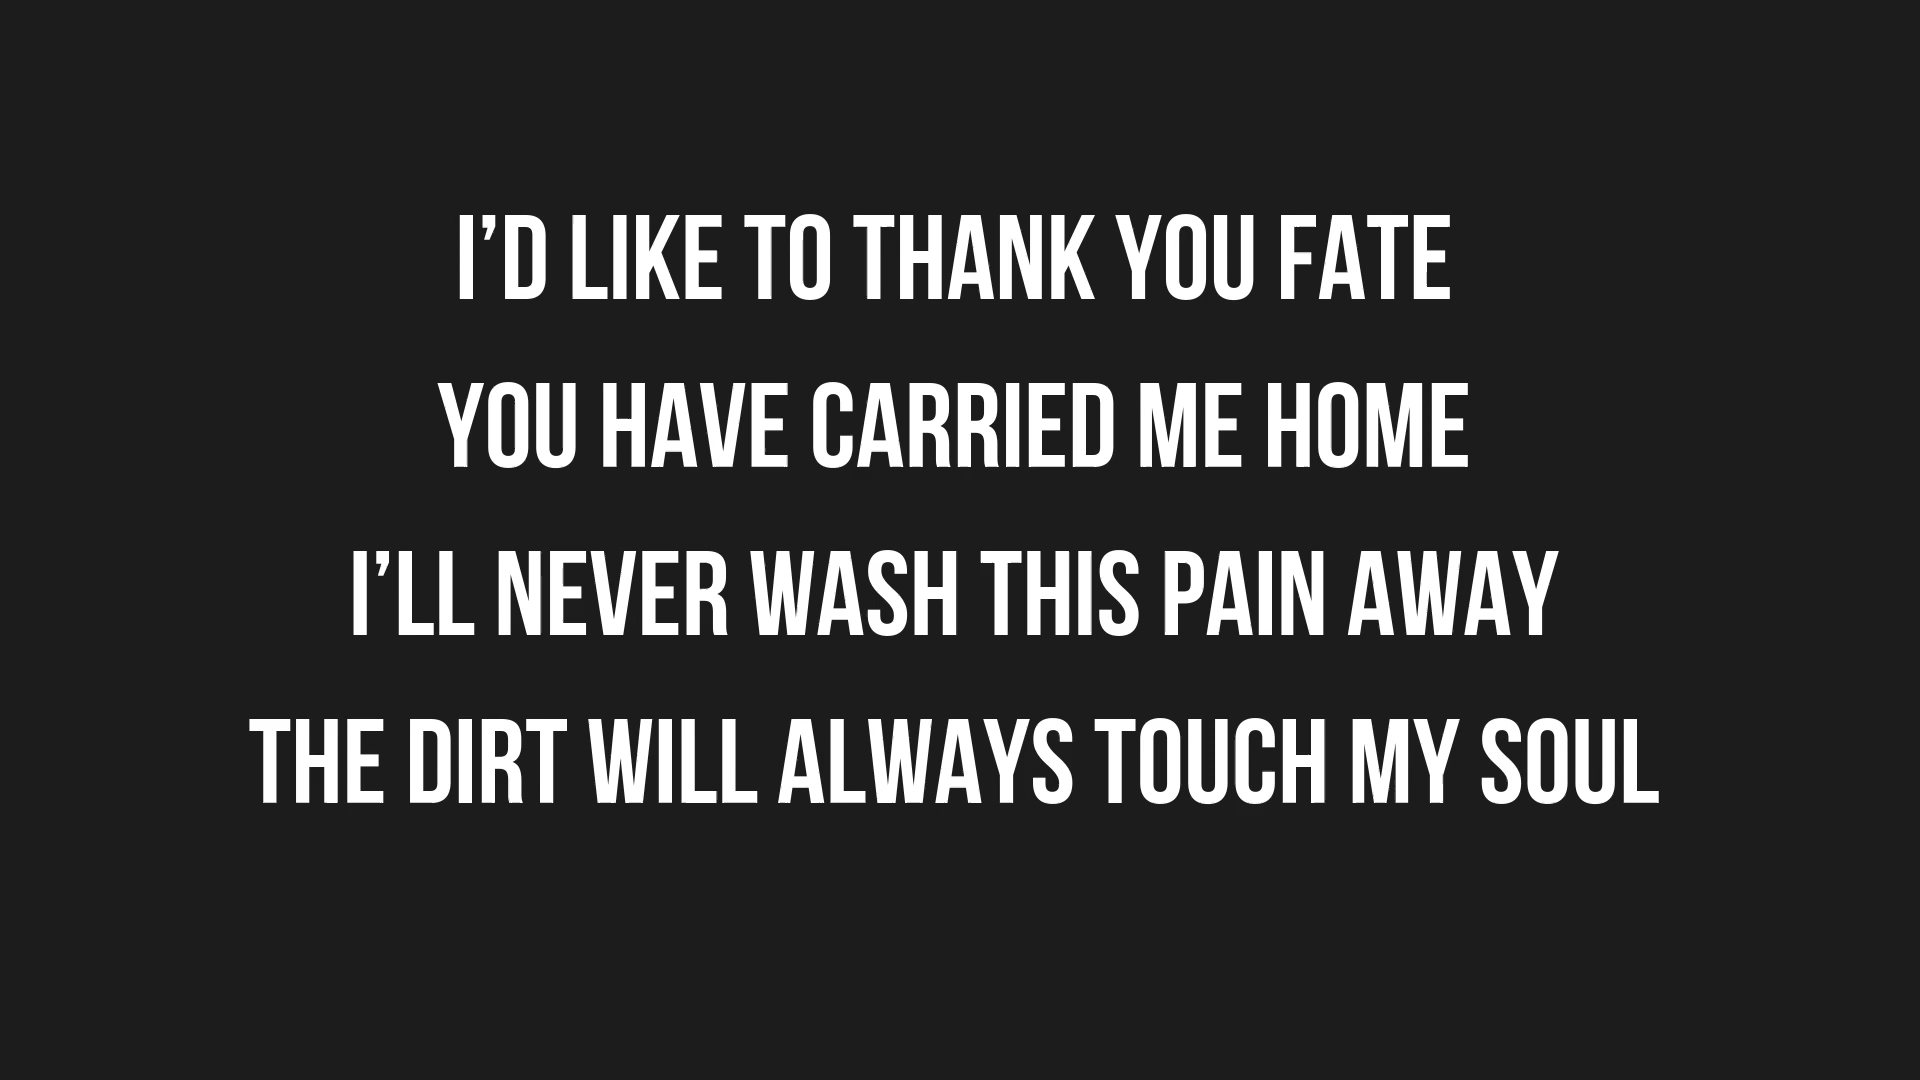 I’D LIKE TO THANK YOU FATE
YOU HAVE CARRIED ME HOME
I’LL NEVER WASH THIS PAIN AWAY
THE DIRT WILL ALWAYS TOUCH MY SOUL